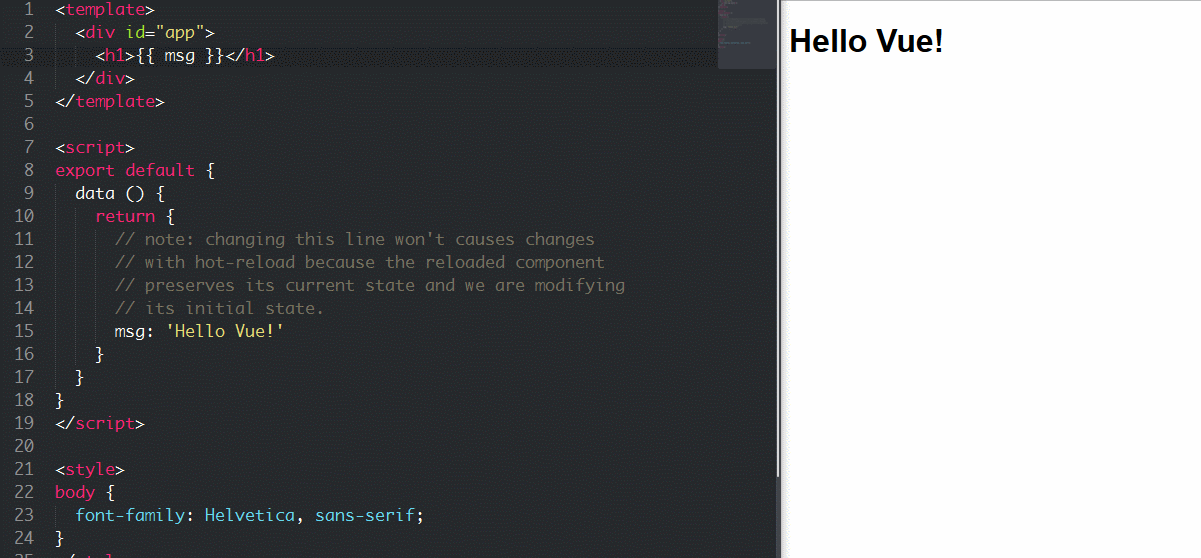 1 <template>
2 <div id="app">
3 <h1>{{ msg }}</h1>
4 </div>
5 </template>
6
7 <script>
8 export default {
9 data () {
10 return {
11 // note: changing this line won't causes changes
12 // with hot-reload because the reloaded component
13 // preserves its current state and we are modifying
14 // its initial state.
15 msg: 'Hello Vue!'
16 }
17 }
18 }
19 </script>
20
21 <style>
22 body {
23 font-family: Helvetica, sans-serif;
24 }
Hello Vue!